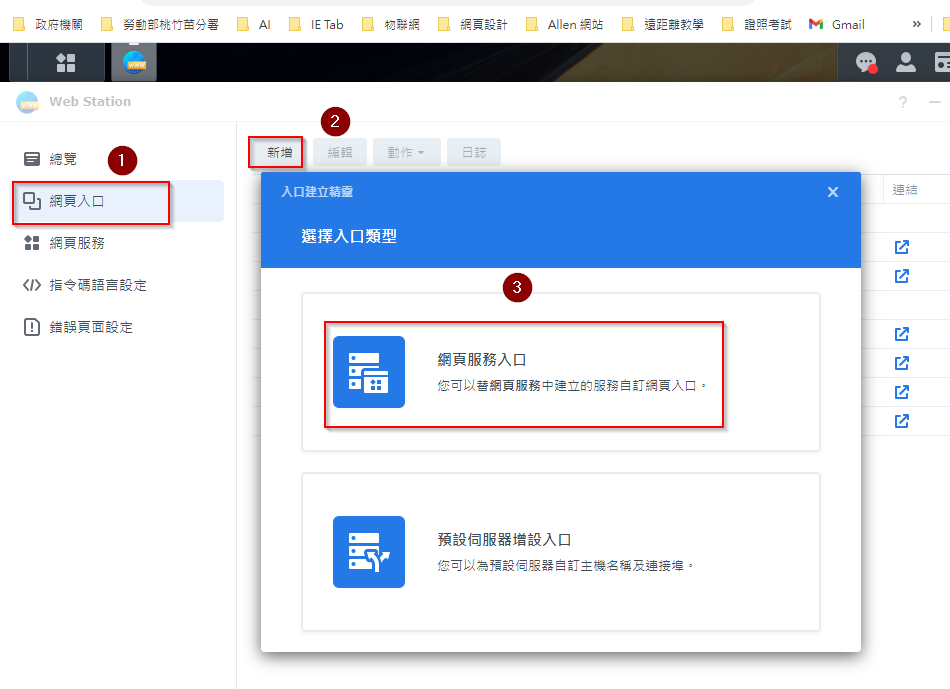 政府機關 勞動部桃竹苗分署 AI IE Tab 物聯網 網頁設計 Allen 網站 遠距離教學 證照考試 Gmail »
Web Station ? —
2
新增 編輯 動作 日誌
總覽 1
網頁入口
網頁服務
指令碼語言設定
錯誤頁面設定
連結
入口建立精靈
選擇入口類型
3
網頁服務入口
您可以替網頁服務中建立的服務自訂網頁入口。
預設伺服器增設入口
您可以為預設伺服器自訂主機名稱及連接埠。